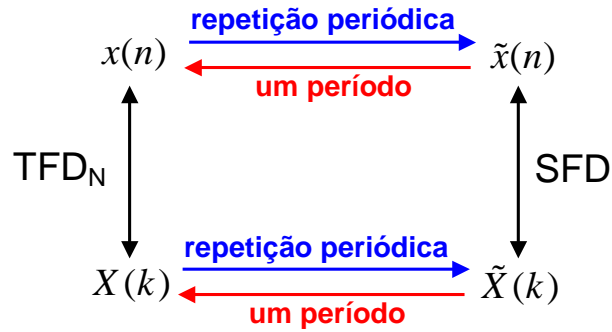 repetição periódica
x(n) x̃(n)
um período
TFD_N SFD
repetição periódica
X(k) X̃(k)
um período